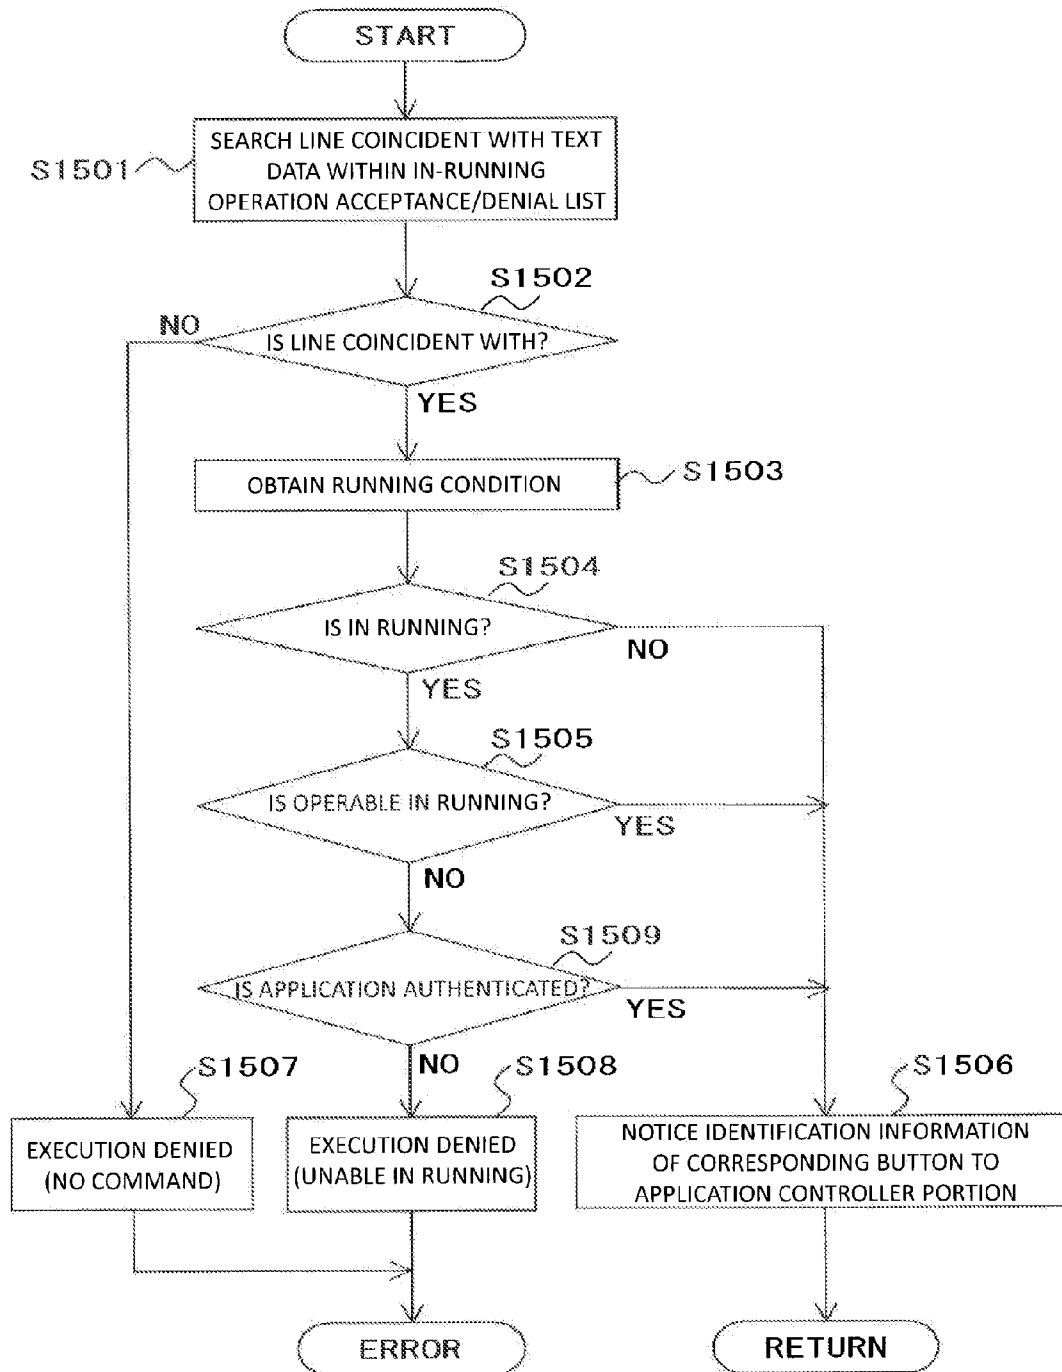 START
S1501
SEARCH LINE COINCIDENT WITH TEXT
DATA WITHIN IN-RUNNING
OPERATION ACCEPTANCE/DENIAL LIST
S1502
NO
IS LINE COINCIDENT WITH?
YES
OBTAIN RUNNING CONDITION
S1503
S1504
IS IN RUNNING?
NO
YES
S1505
IS OPERABLE IN RUNNING?
YES
NO
S1509
IS APPLICATION AUTHENTICATED?
YES
NO
S1507
EXECUTION DENIED
(NO COMMAND)
S1508
EXECUTION DENIED
(UNABLE IN RUNNING)
S1506
NOTICE IDENTIFICATION INFORMATION
OF CORRESPONDING BUTTON TO
APPLICATION CONTROLLER PORTION
ERROR
RETURN